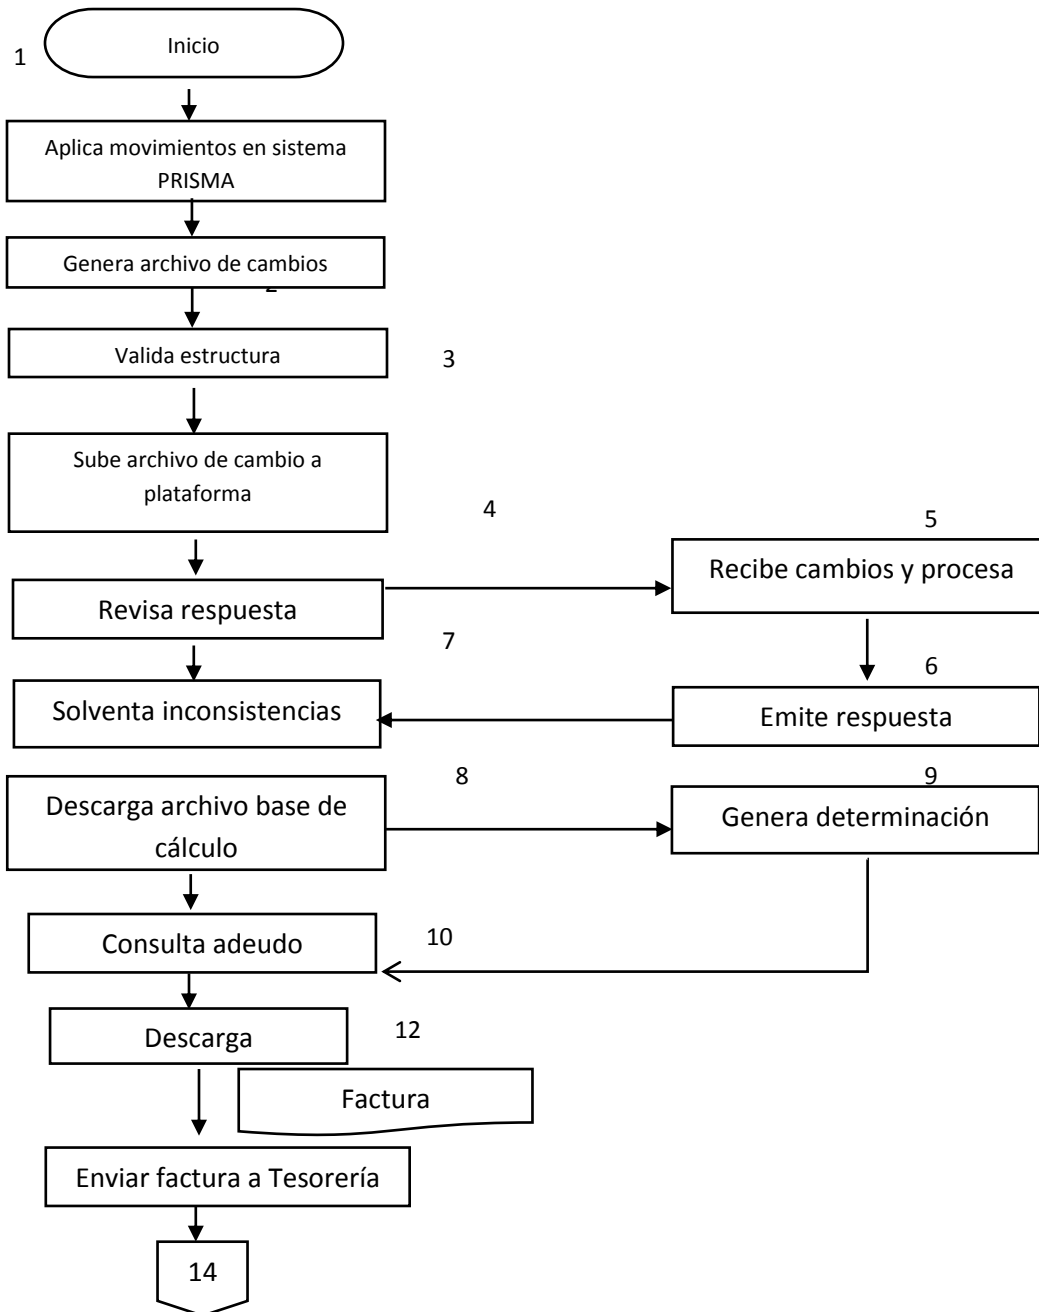 1
Inicio
Aplica movimientos en sistema
PRISMA
Genera archivo de cambios
Valida estructura
3
Sube archivo de cambio a
plataforma
4
5
Recibe cambios y procesa
Revisa respuesta
7
6
Solventa inconsistencias
Emite respuesta
8
9
Descarga archivo base de
cálculo
Genera determinación
Consulta adeudo
10
Descarga
12
Factura
Enviar factura a Tesorería
14